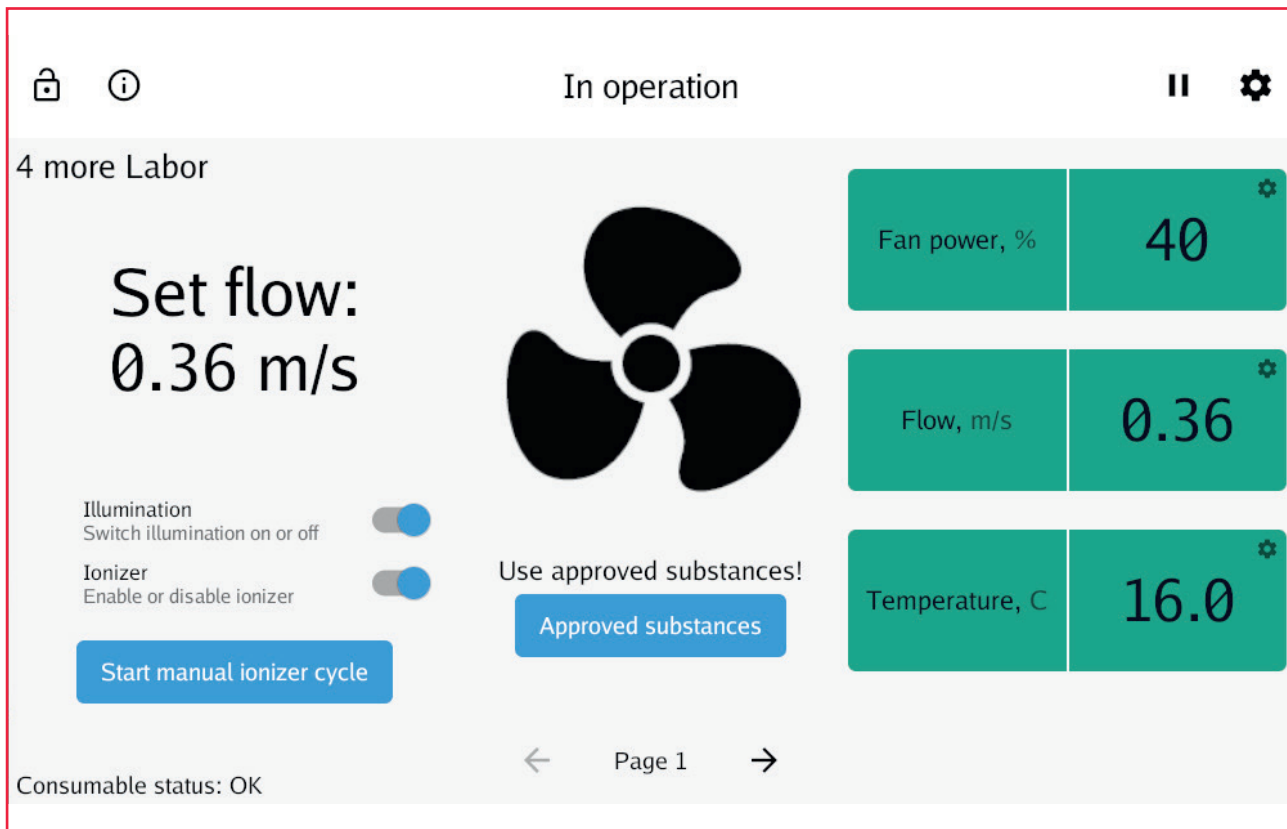 In operation
4 more Labor
Set flow:
0.36 m/s
Illumination
Switch illumination on or off
Ionizer
Enable or disable ionizer
Start manual ionizer cycle
Consumable status: OK
Use approved substances!
Approved substances
Page 1
Fan power, %
40
Flow, m/s
0.36
Temperature, C
16.0